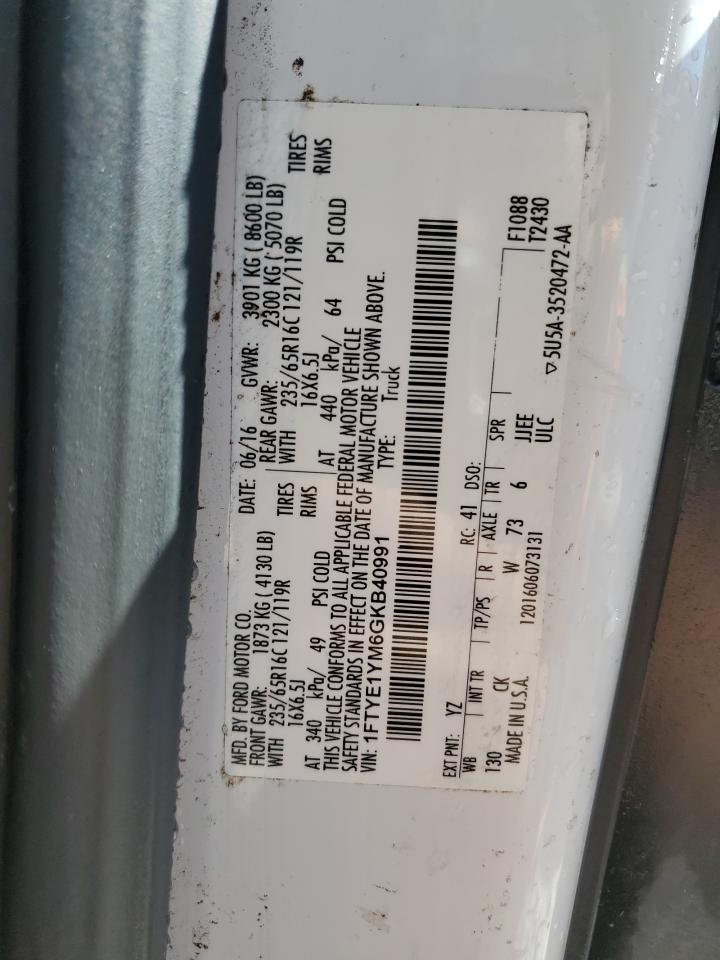 MFD. BY FORD MOTOR CO.
DATE: 06/16 GVWR: 3901 KG ( 8600 LB)
FRONT GAWR: 1873 KG ( 4130 LB)
REAR GAWR: 2300 KG ( 5070 LB)
WITH 235/65R16C 121/119R TIRES
WITH 235/65R16C 121/119R TIRES
16X6.5J RIMS
16X6.5J RIMS
AT 340 kPa/ 49 PSI COLD
AT 440 kPa/ 64 PSI COLD
THIS VEHICLE CONFORMS TO ALL APPLICABLE FEDERAL MOTOR VEHICLE
SAFETY STANDARDS IN EFFECT ON THE DATE OF MANUFACTURE SHOWN ABOVE.
VIN: 1FTYE1YM6GKB40991 TYPE: Truck
EXT PNT: YZ RC: 41 DSO:
WB INT TR TP/PS R AXLE TR SPR
130 CK W 73 6 JJEE
ULC
F1088
T2430
MADE IN U.S.A. 1201606073131
▽5U5A-3520472-AA